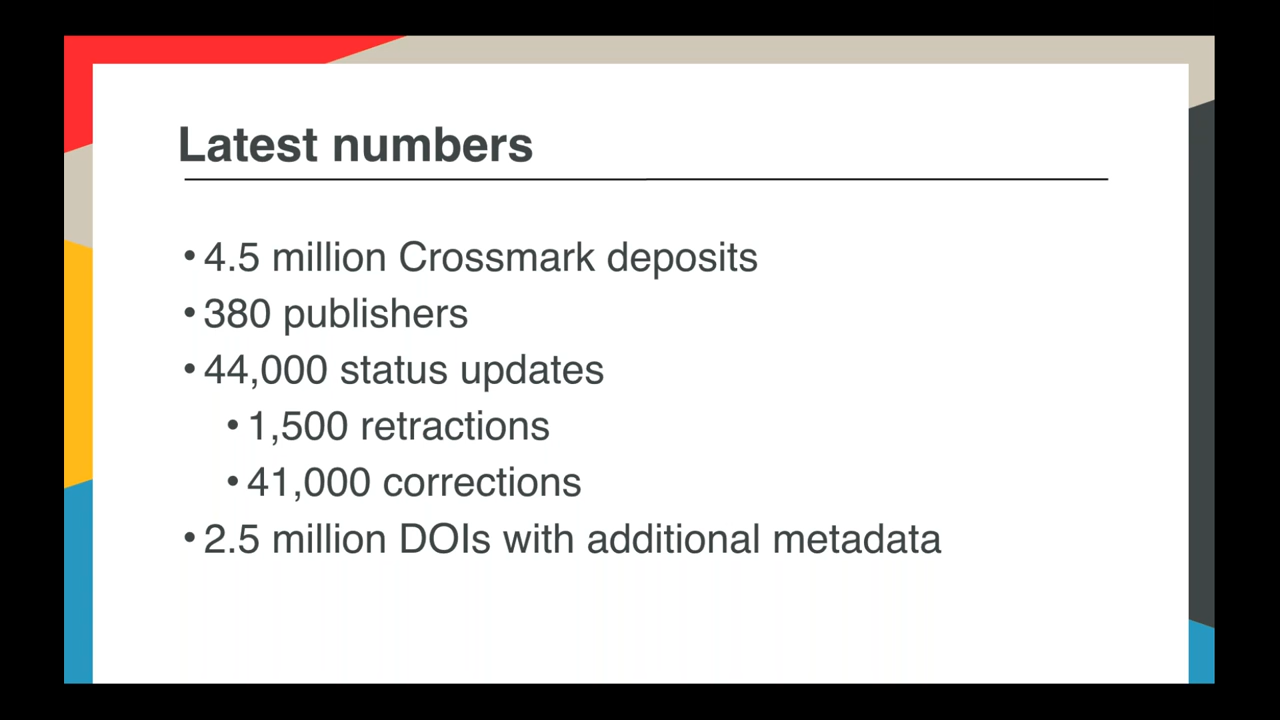 Latest numbers
• 4.5 million Crossmark deposits
• 380 publishers
• 44,000 status updates
• 1,500 retractions
• 41,000 corrections
• 2.5 million DOIs with additional metadata